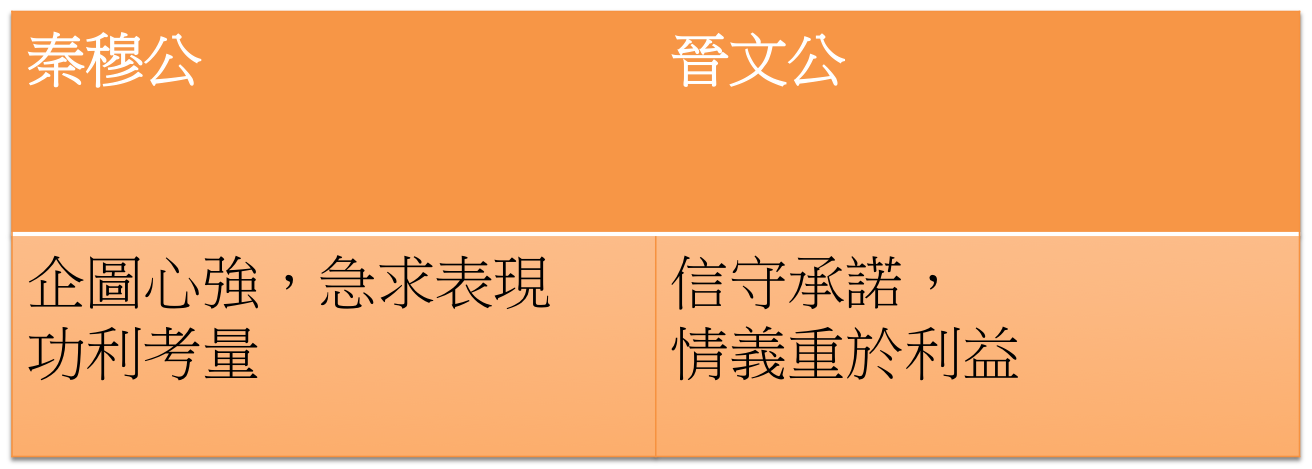 秦穆公
晉文公
企圖心強，急求表現
功利考量
信守承諾，
情義重於利益